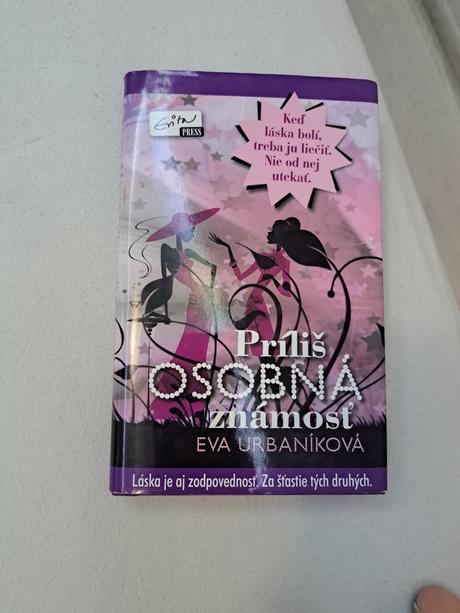 Evita
PRESS
Keď
láska bolí,
treba ju liečiť.
Nie od nej
utekať.
Príliš
OSOBNÁ
známosť
EVA URBANÍKOVÁ
Láska je aj zodpovednosť. Za šťastie tých druhých.